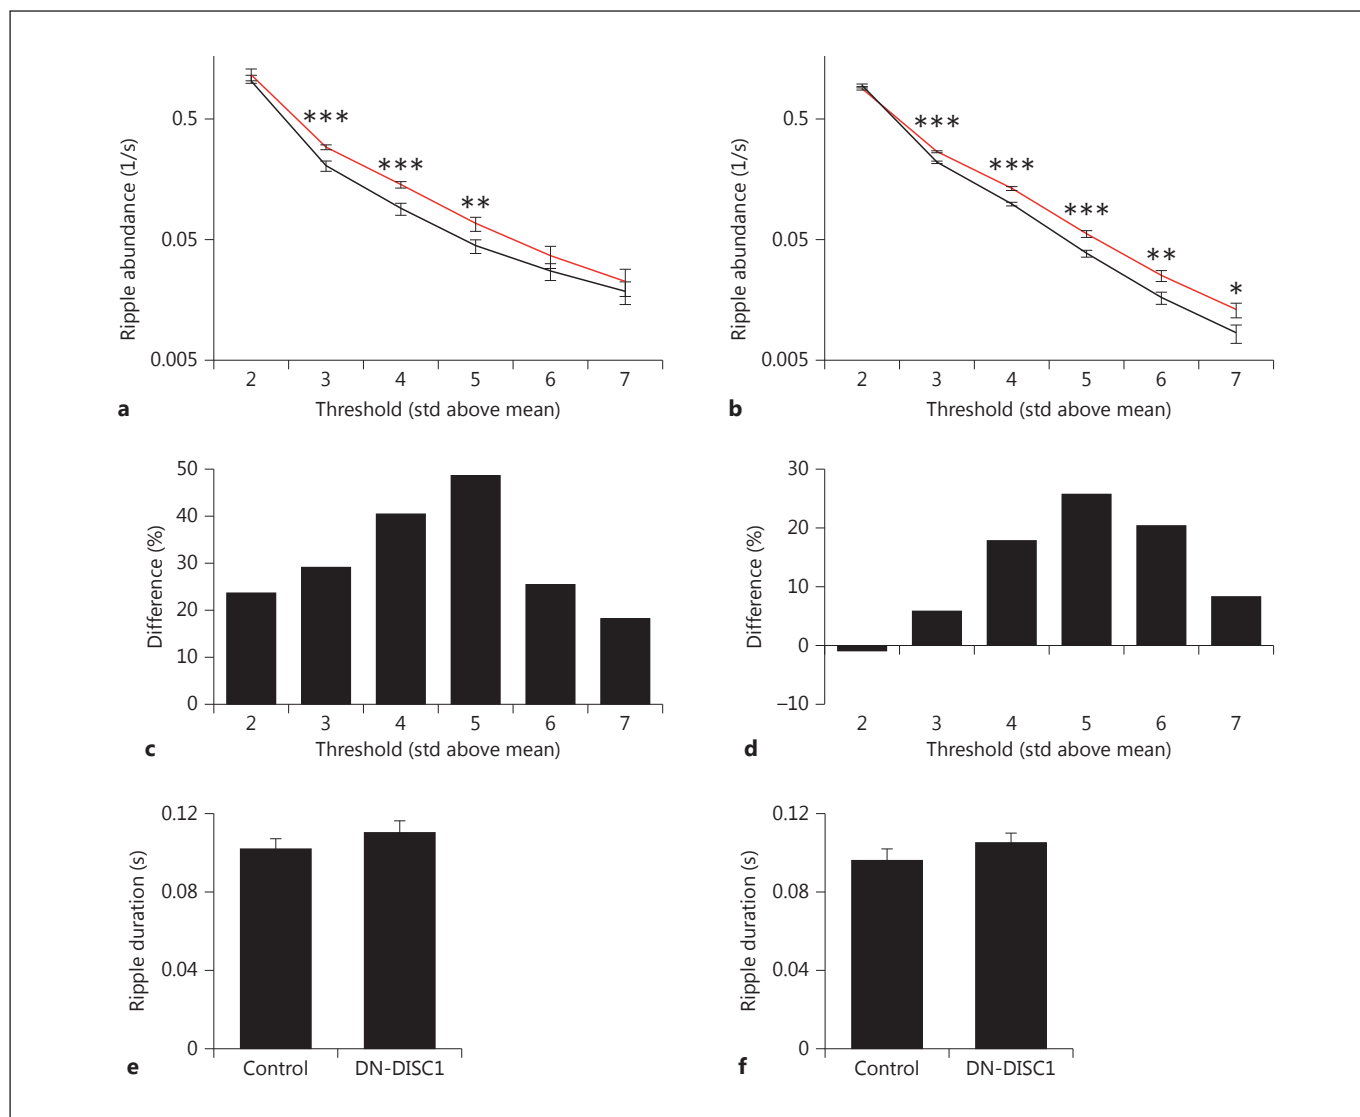 0.5
0.05
0.005
Ripple abundance (1/s)
***
***
**
2 3 4 5 6 7
Threshold (std above mean)
a
0.5
0.05
0.005
Ripple abundance (1/s)
***
***
***
**
*
2 3 4 5 6 7
Threshold (std above mean)
b
50
40
30
20
10
0
Difference (%)
2 3 4 5 6 7
Threshold (std above mean)
c
30
20
10
0
–10
Difference (%)
2 3 4 5 6 7
Threshold (std above mean)
d
0.12
0.08
0.04
0
Ripple duration (s)
Control DN-DISC1
e
0.12
0.08
0.04
0
Ripple duration (s)
Control DN-DISC1
f